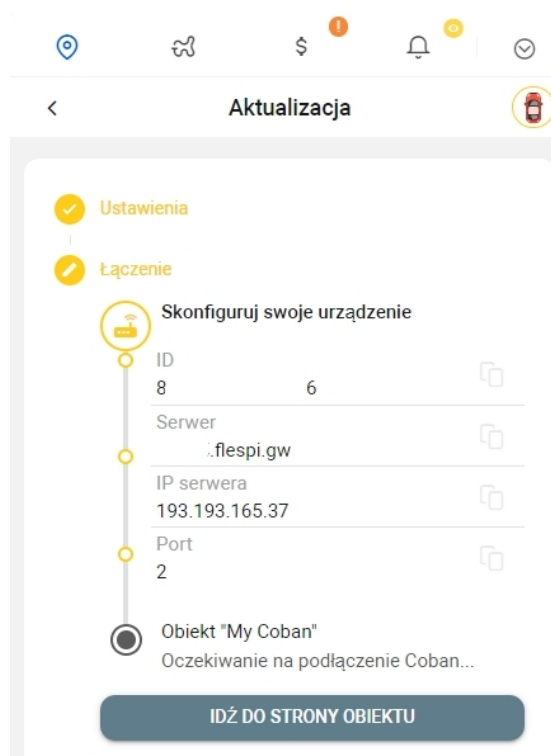 $
!
Aktualizacja
Ustawienia
Łączenie
Skonfiguruj swoje urządzenie
ID
8 6
Serwer
.flespi.gw
IP serwera
193.193.165.37
Port
2
Obiekt "My Coban"
Oczekiwanie na podłączenie Coban...
IDŹ DO STRONY OBIEKTU